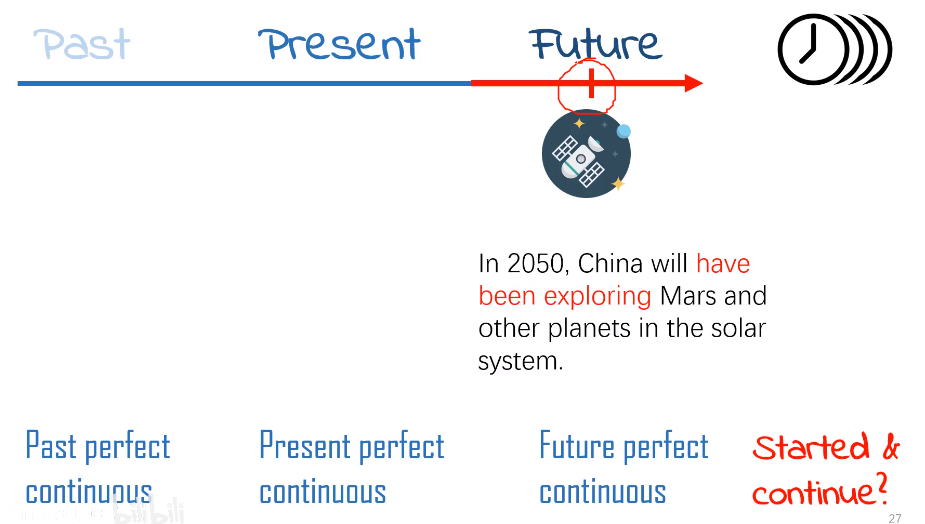 Past Present Future
In 2050, China will have
been exploring Mars and
other planets in the solar
system.
Past perfect
continuous
Present perfect
continuous
Future perfect
continuous
Started &
continue?
bilibili
27